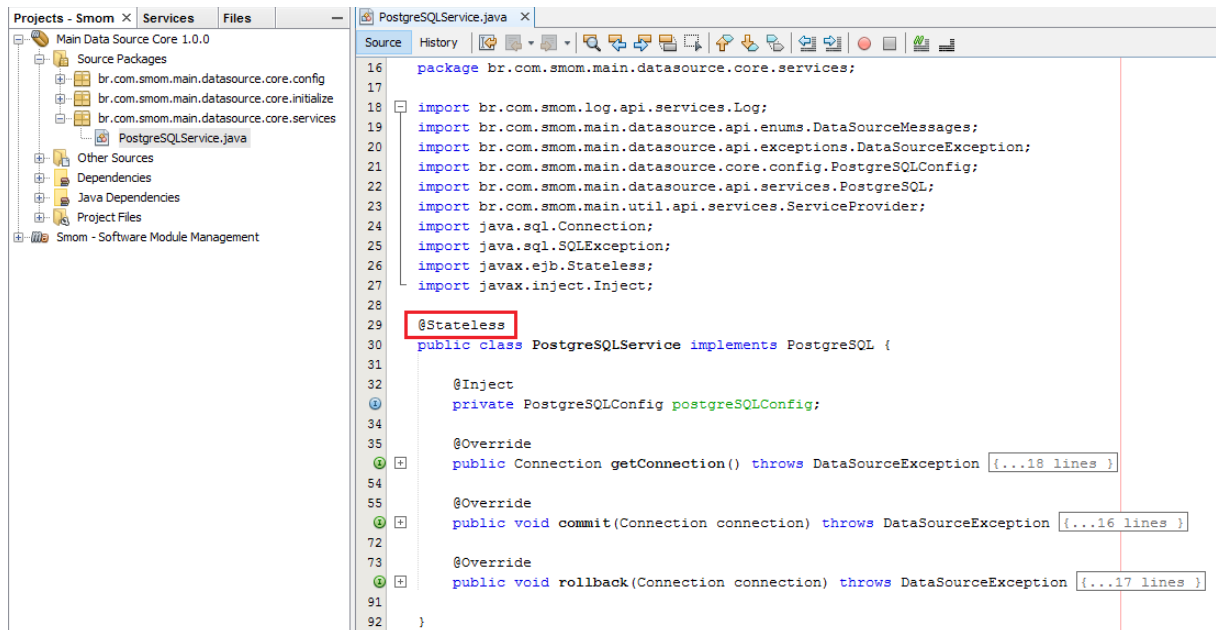 Projects - Smom × Services Files
Main Data Source Core 1.0.0
Source Packages
br.com.smom.main.datasource.core.config
br.com.smom.main.datasource.core.initialize
br.com.smom.main.datasource.core.services
PostgreSQLService.java
Other Sources
Dependencies
Java Dependencies
Project Files
Smom - Software Module Management
PostgreSQLService.java ×
Source History
16 package br.com.smom.main.datasource.core.services;
17
18 import br.com.smom.log.api.services.Log;
19 import br.com.smom.main.datasource.api.enums.DataSourceMessages;
20 import br.com.smom.main.datasource.api.exceptions.DataSourceException;
21 import br.com.smom.main.datasource.core.config.PostgreSQLConfig;
22 import br.com.smom.main.datasource.api.services.PostgreSQL;
23 import br.com.smom.main.util.api.services.ServiceProvider;
24 import java.sql.Connection;
25 import java.sql.SQLException;
26 import javax.ejb.Stateless;
27 import javax.inject.Inject;
28
29 @Stateless
30 public class PostgreSQLService implements PostgreSQL {
31
32 @Inject
private PostgreSQLConfig postgreSQLConfig;
34
35 @Override
public Connection getConnection() throws DataSourceException {...18 lines }
54
55 @Override
public void commit(Connection connection) throws DataSourceException {...16 lines }
72
73 @Override
public void rollback(Connection connection) throws DataSourceException {...17 lines }
91
92 }